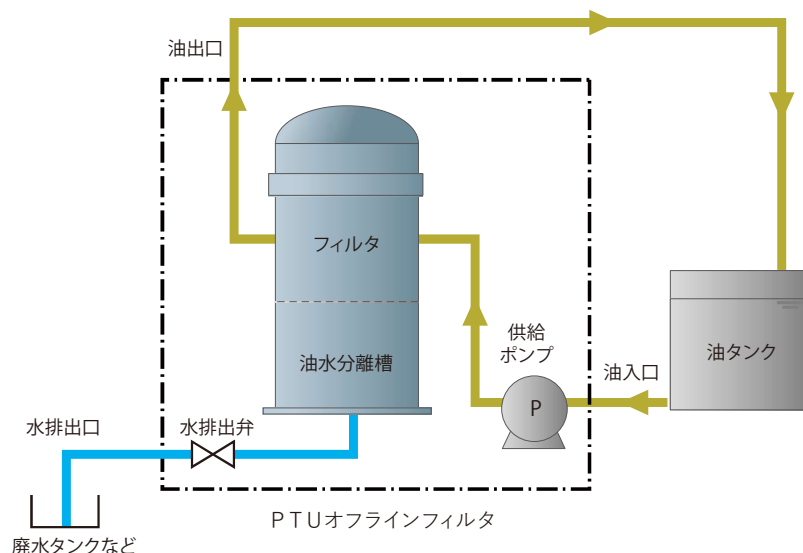 油出口
フィルタ
供給
ポンプ
油タンク
油水分離槽
油入口
P
水排出口
水排出弁
PTUオフラインフィルタ
廃水タンクなど